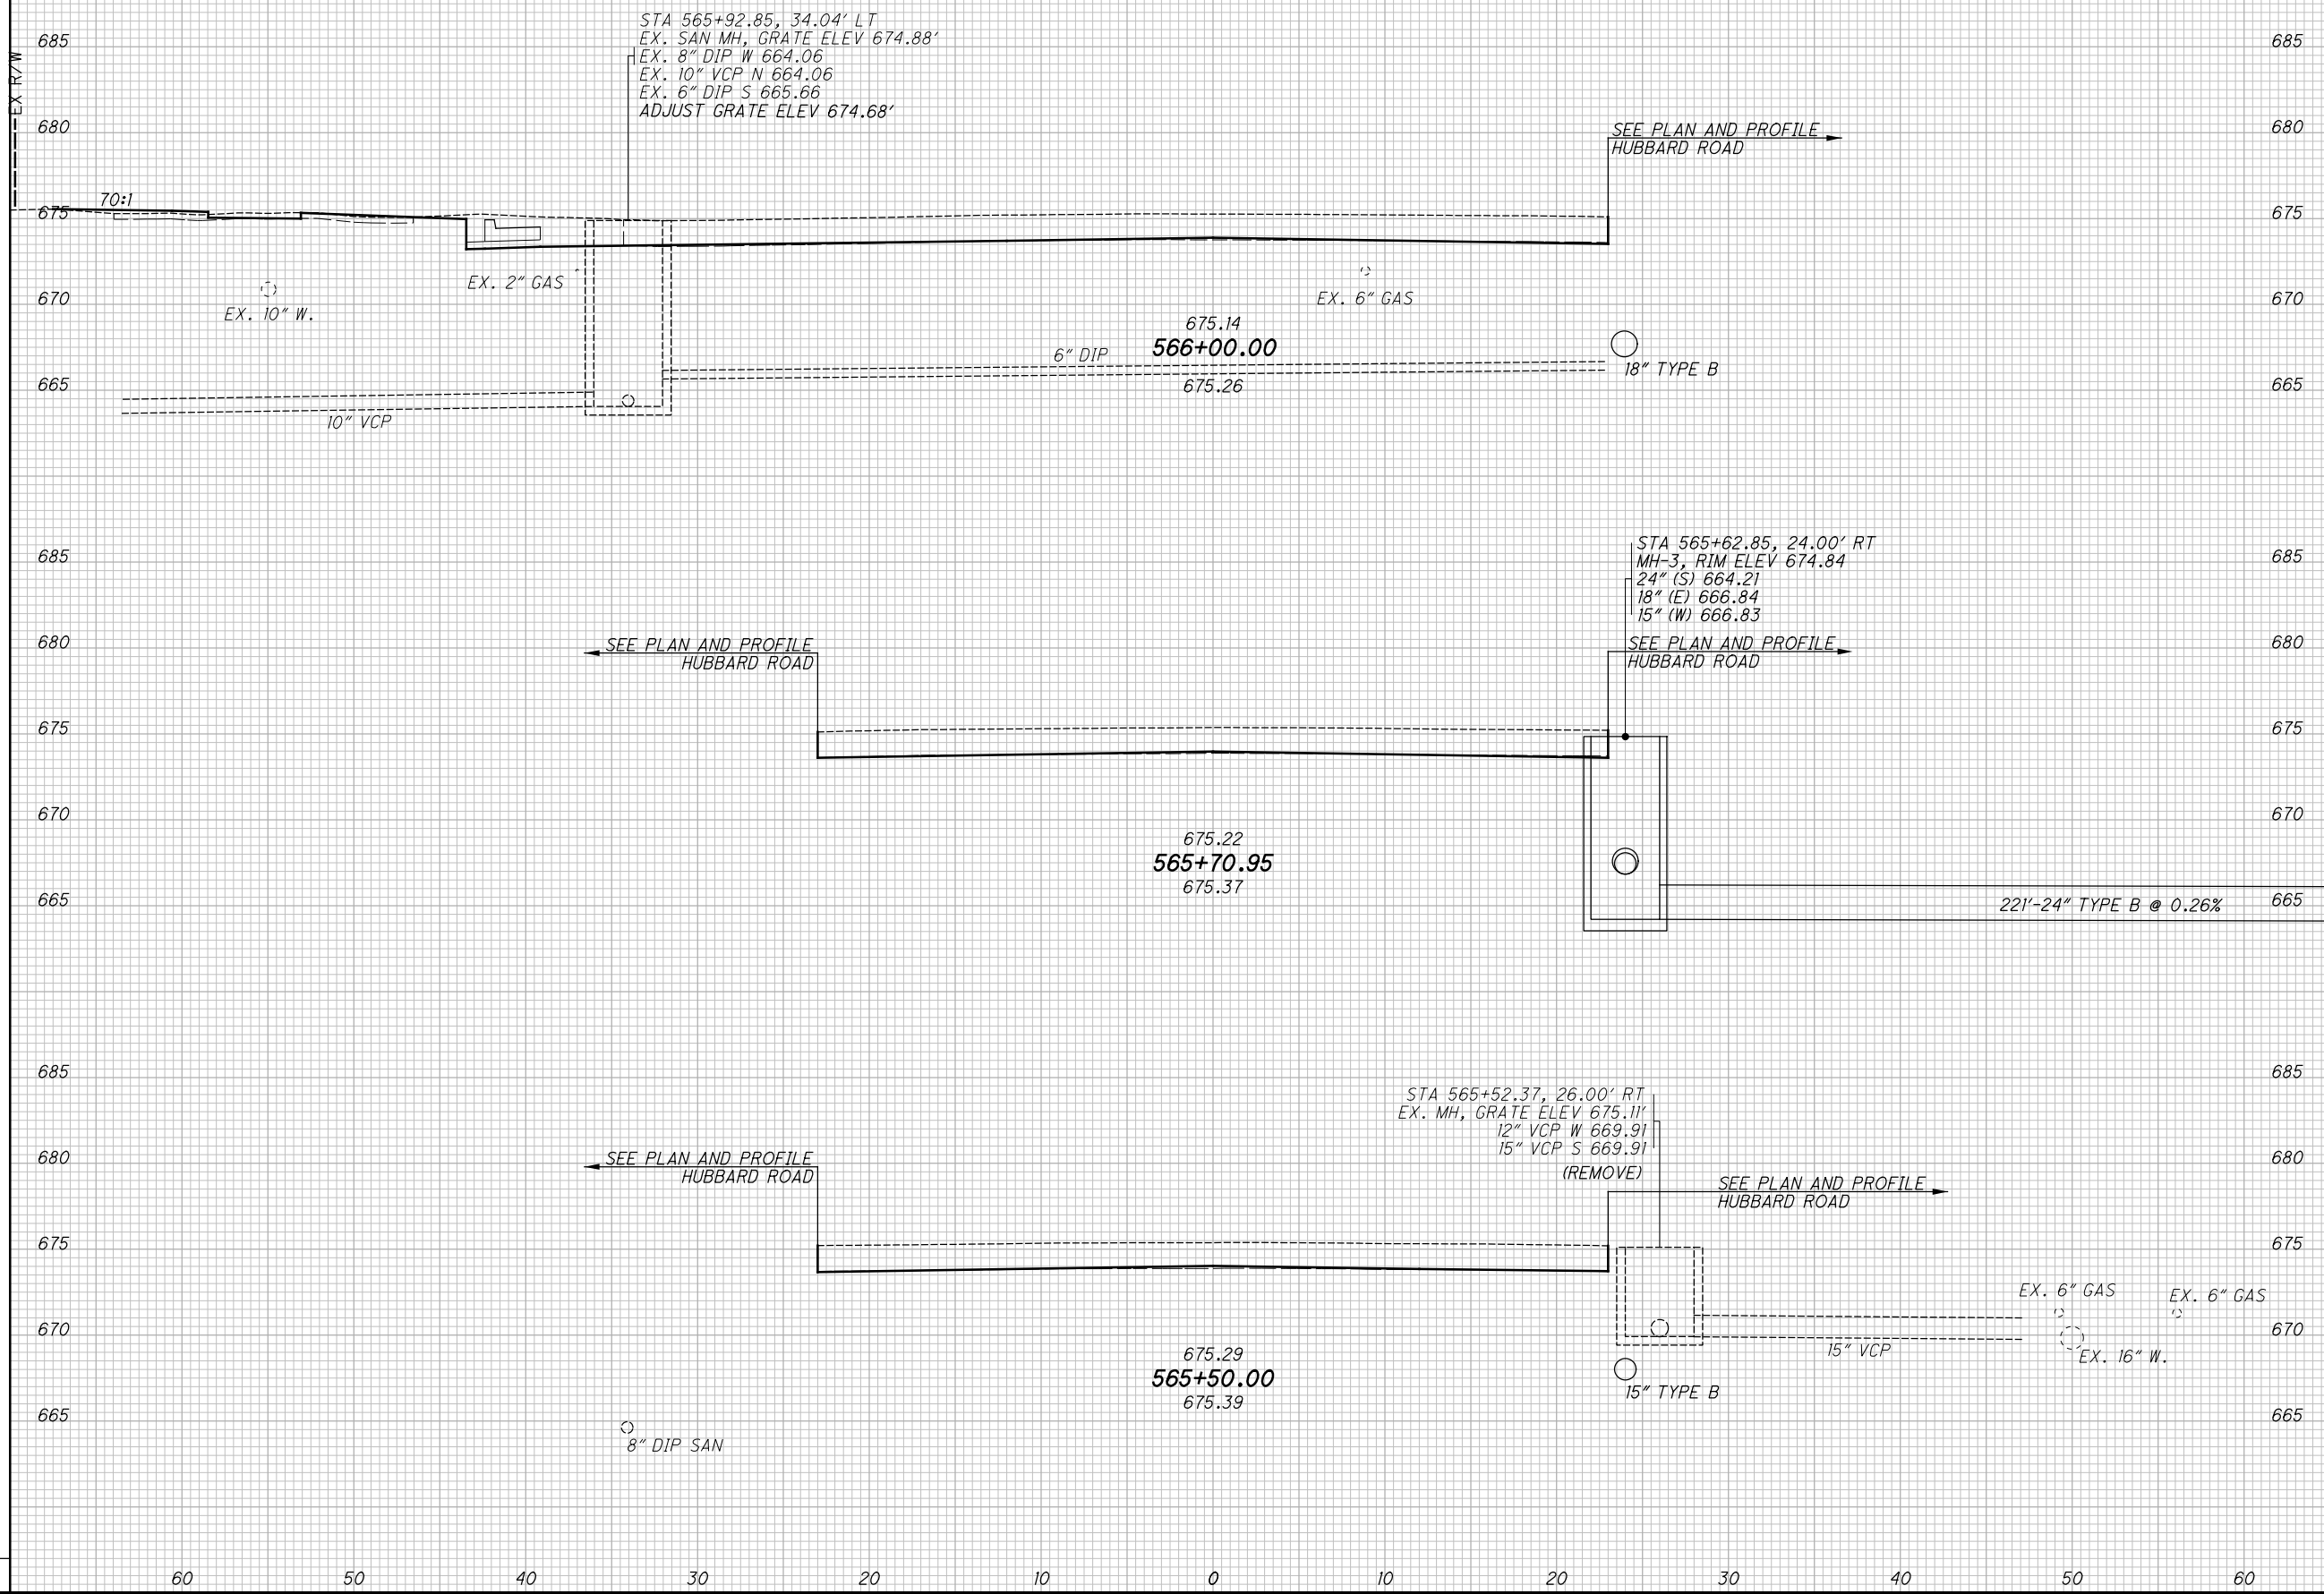 STA 565+92.85, 34.04' LT
EX. SAN MH, GRATE ELEV 674.88'
EX. 8" DIP W 664.06
EX. 10" VCP N 664.06
EX. 6" DIP S 665.66
ADJUST GRATE ELEV 674.68'
685
685
EX R/W
680
680
SEE PLAN AND PROFILE
HUBBARD ROAD
70:1
675
675
EX. 2" GAS
670
EX. 6" GAS
670
EX. 10" W.
675.14
566+00.00
6" DIP
675.26
18" TYPE B
665
665
10" VCP
STA 565+62.85, 24.00' RT
MH-3, RIM ELEV 674.84
24" (S) 664.21
18" (E) 666.84
15" (W) 666.83
685
685
680
SEE PLAN AND PROFILE
HUBBARD ROAD
SEE PLAN AND PROFILE
HUBBARD ROAD
680
675
675
670
670
675.22
565+70.95
675.37
665
221'-24" TYPE B @ 0.26%
665
685
685
STA 565+52.37, 26.00' RT
EX. MH, GRATE ELEV 675.11'
12" VCP W 669.91
15" VCP S 669.91
(REMOVE)
680
SEE PLAN AND PROFILE
HUBBARD ROAD
680
SEE PLAN AND PROFILE
HUBBARD ROAD
675
675
EX. 6" GAS
EX. 6" GAS
670
670
15" VCP
EX. 16" W.
675.29
565+50.00
675.39
15" TYPE B
665
665
8" DIP SAN
60 50 40 30 20 10 0 10 20 30 40 50 60